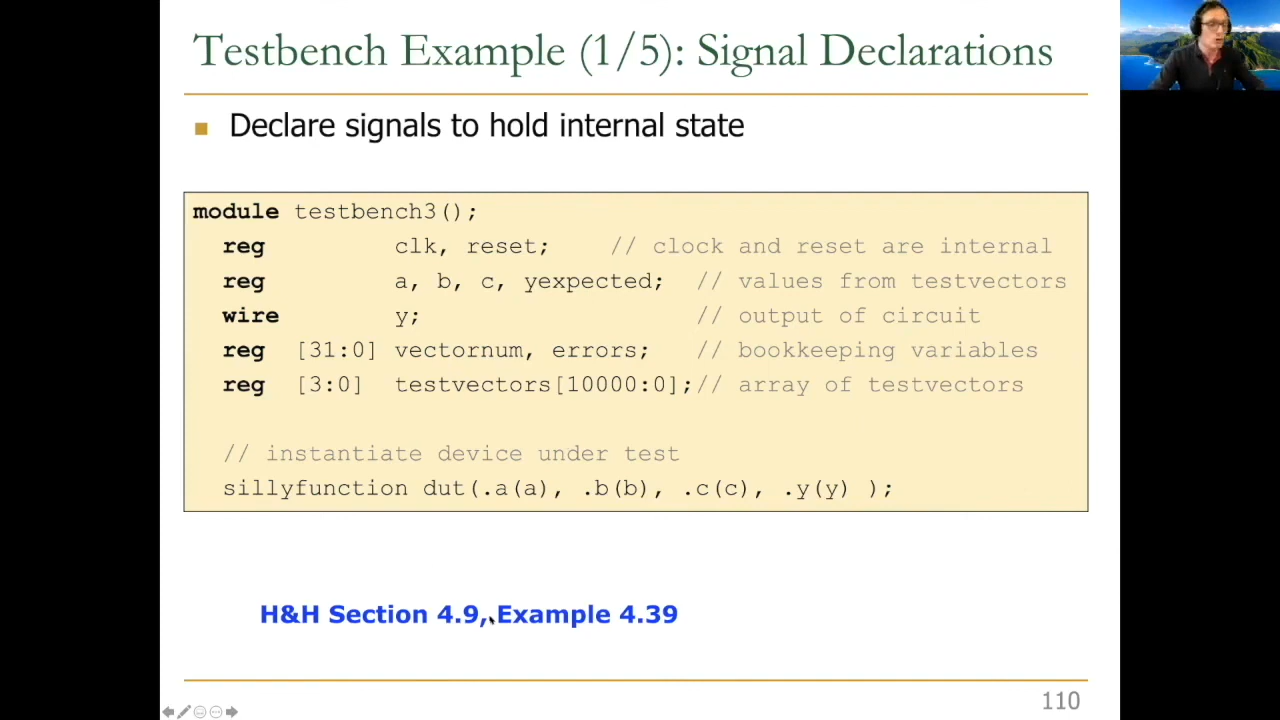 Testbench Example (1/5): Signal Declarations
Declare signals to hold internal state
module testbench3();
reg clk, reset; // clock and reset are internal
reg a, b, c, yexpected; // values from testvectors
wire y; // output of circuit
reg [31:0] vectornum, errors; // bookkeeping variables
reg [3:0] testvectors[10000:0];// array of testvectors
// instantiate device under test
sillyfunction dut(.a(a), .b(b), .c(c), .y(y) );
H&H Section 4.9, Example 4.39
110